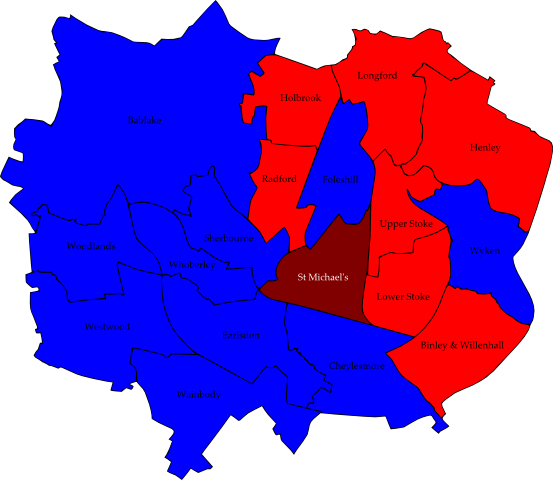 Longford
Holbrook
Bablake
Henley
Radford
Foleshill
Upper Stoke
Sherbourne
Woodlands
Wyken
Whoberley
St Michael's
Lower Stoke
Westwood
Earlsdon
Binley & Willenhall
Cheylesmore
Wainbody